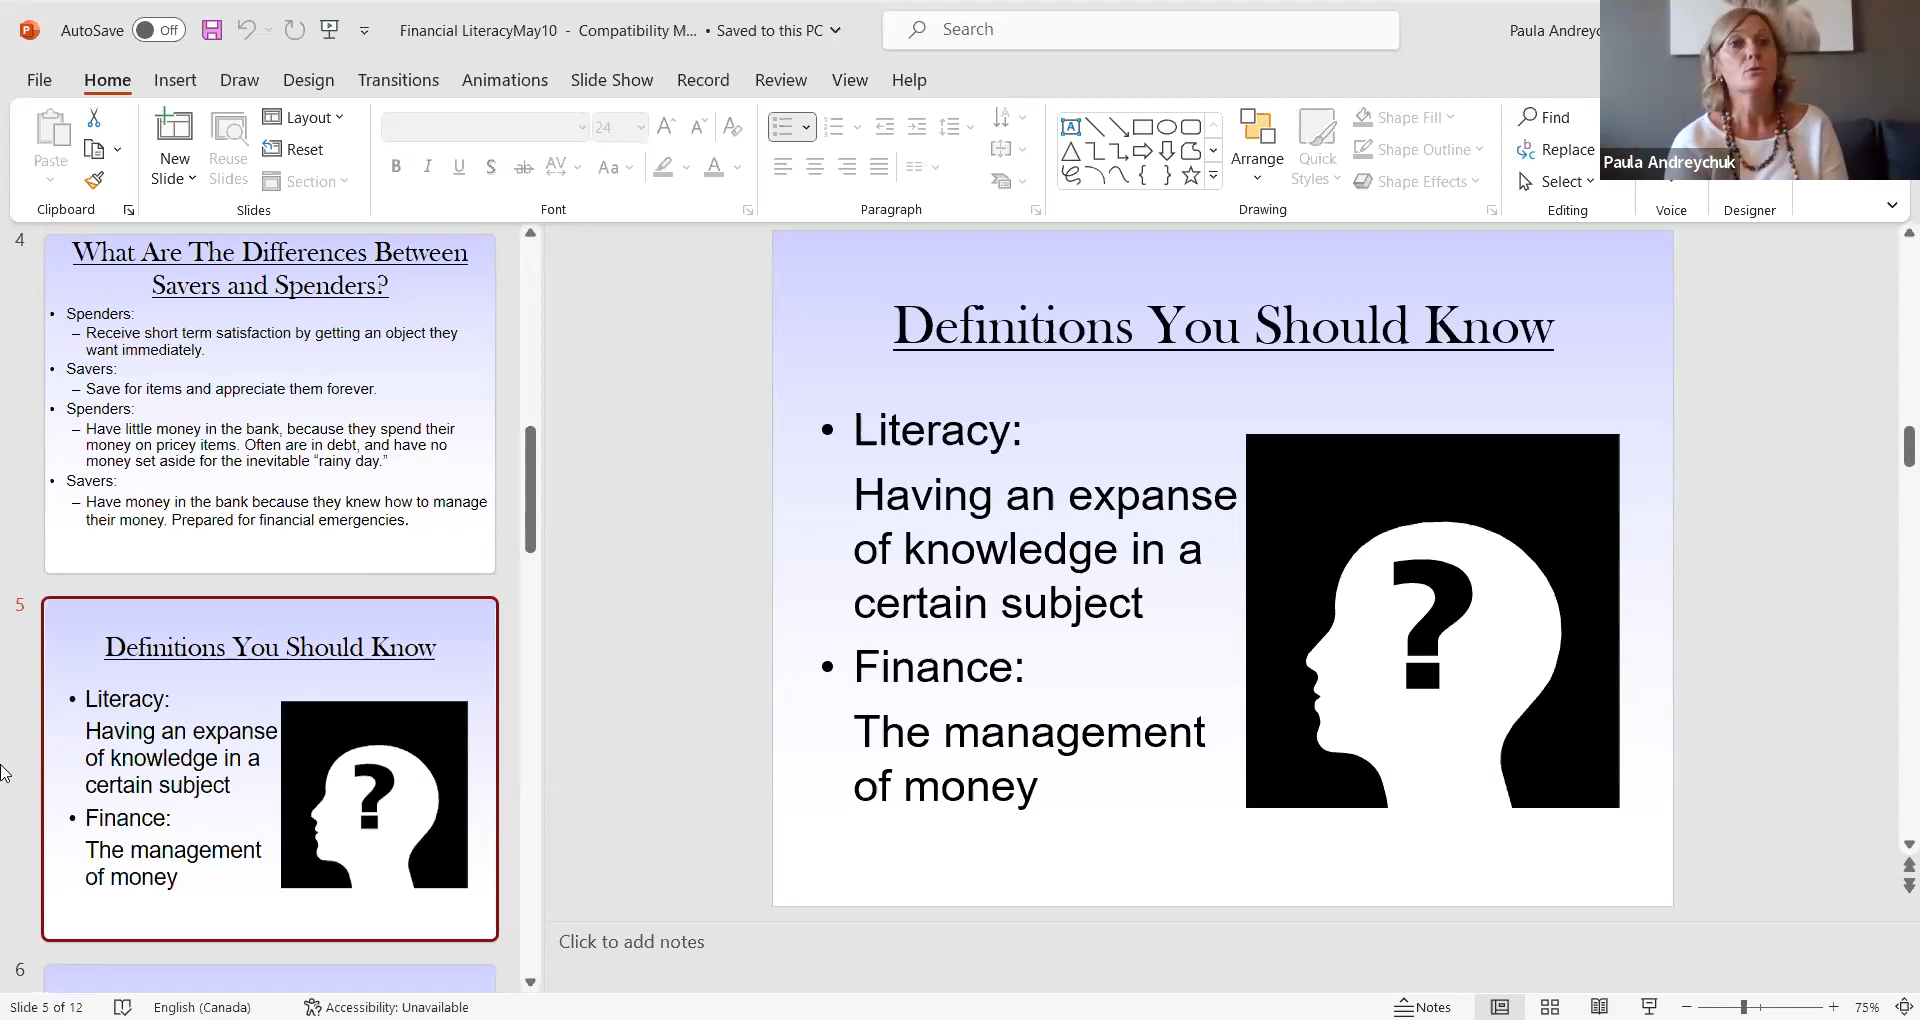 AutoSave Off Financial LiteracyMay10 - Compatibility M... • Saved to this PC Search Paula Andreyc
File Home Insert Draw Design Transitions Animations Slide Show Record Review View Help
Paste
Clipboard
New Slide
Reuse Slides
Layout
Reset
Section
Slides
24
B I U S ab AV Aa A
Font
Paragraph
Arrange
Quick Styles
Shape Fill
Shape Outline
Shape Effects
Drawing
Find
Replace
Select
Editing
Voice
Designer
Paula Andreychuk
4
What Are The Differences Between
Savers and Spenders?
• Spenders:
– Receive short term satisfaction by getting an object they
want immediately.
• Savers:
– Save for items and appreciate them forever.
• Spenders:
– Have little money in the bank, because they spend their
money on pricey items. Often are in debt, and have no
money set aside for the inevitable “rainy day.”
• Savers:
– Have money in the bank because they knew how to manage
their money. Prepared for financial emergencies.
5
Definitions You Should Know
• Literacy:
Having an expanse
of knowledge in a
certain subject
• Finance:
The management
of money
?
6
Definitions You Should Know
• Literacy:
Having an expanse
of knowledge in a
certain subject
• Finance:
The management
of money
?
Click to add notes
Slide 5 of 12 English (Canada) Accessibility: Unavailable Notes 75%